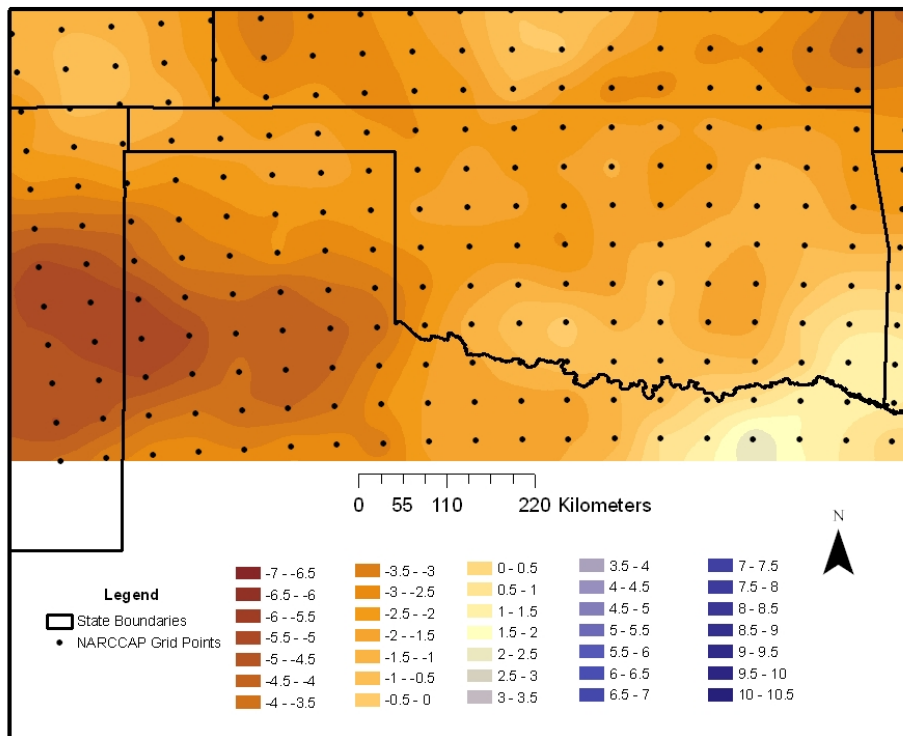 0 55 110 220 Kilometers
N
Legend
State Boundaries
NARCCAP Grid Points
-7 - -6.5
-6.5 - -6
-6 - -5.5
-5.5 - -5
-5 - -4.5
-4.5 - -4
-4 - -3.5
-3.5 - -3
-3 - -2.5
-2.5 - -2
-2 - -1.5
-1.5 - -1
-1 - -0.5
-0.5 - 0
0 - 0.5
0.5 - 1
1 - 1.5
1.5 - 2
2 - 2.5
2.5 - 3
3 - 3.5
3.5 - 4
4 - 4.5
4.5 - 5
5 - 5.5
5.5 - 6
6 - 6.5
6.5 - 7
7 - 7.5
7.5 - 8
8 - 8.5
8.5 - 9
9 - 9.5
9.5 - 10
10 - 10.5